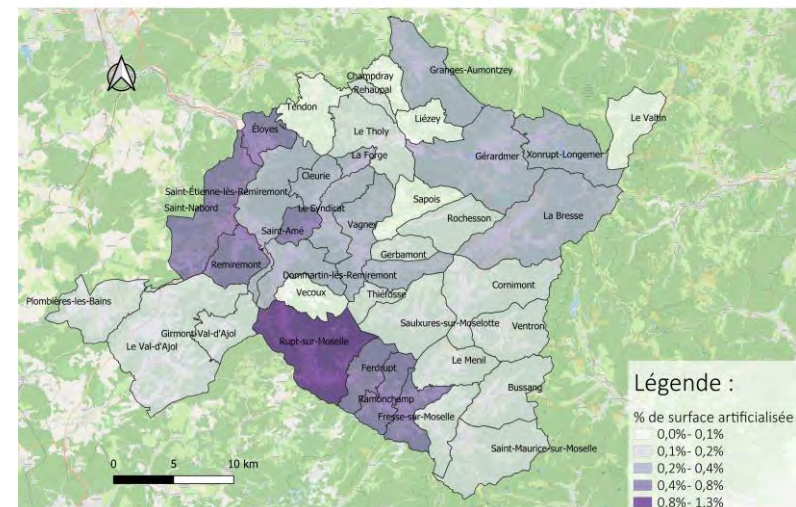 Champdray
Rehaupal
Granges-Aumontzey
Tendon
Liézey
Le Valtin
Éloyes
Le Tholy
La Forge
Gérardmer
Xonrupt-Longemer
Cleurie
Saint-Étienne-lès-Remiremont
Sapois
Saint-Nabord
Le Syndicat
La Bresse
Rochesson
Saint-Amé
Vagney
Gerbamont
Remiremont
Dommartin-lès-Remiremont
Cornimont
Plombières-les-Bains
Vecoux
Thiéfosse
Girmont-Val-d'Ajol
Saulxures-sur-Moselotte
Ventron
Le Val-d'Ajol
Rupt-sur-Moselle
Le Menil
Ferdrupt
Bussang
Ramonchamp
Fresse-sur-Moselle
Saint-Maurice-sur-Moselle
Légende :
% de surface artificialisée
0,0%- 0,1%
0,1%- 0,2%
0,2%- 0,4%
0,4%- 0,8%
0,8%- 1,3%
0 5 10 km